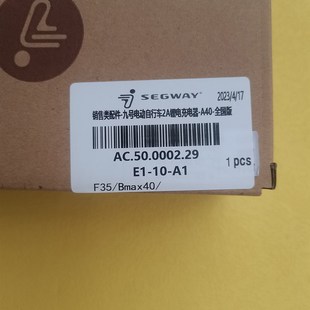 SEGWAY
2023/4/17
销售类配件-九号电动自行车2A锂电充电器-A40-全国版
1 pcs
AC.50.0002.29
E1-10-A1
F35/Bmax40/